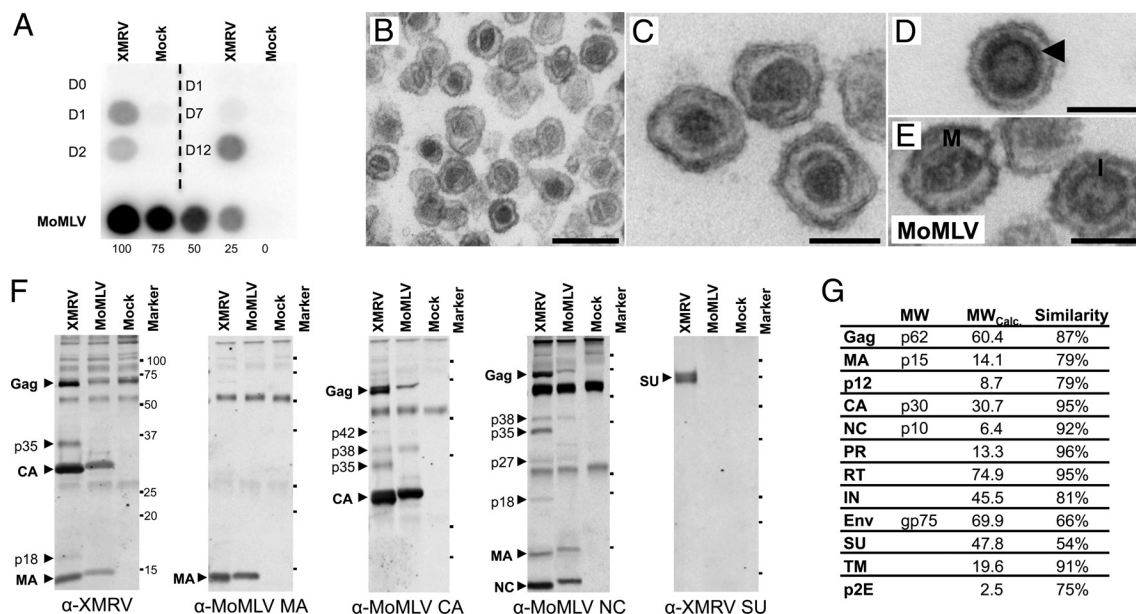 A
XMRV Mock XMRV Mock
D0 D1
D1 D7
D2 D12
MoMLV
100 75 50 25 0
B
C
D
E
M
I
MoMLV
F
XMRV MoMLV Mock Marker
Gag
p35
CA
p18
MA
100
75
50
37
25
20
15
α-XMRV
XMRV MoMLV Mock Marker
MA
α-MoMLV MA
XMRV MoMLV Mock Marker
Gag
p42
p38
p35
CA
α-MoMLV CA
XMRV MoMLV Mock Marker
Gag
p38
p35
p27
p18
MA
NC
α-MoMLV NC
XMRV MoMLV Mock Marker
SU
α-XMRV SU
G
MW MWCalc. Similarity
Gag p62 60.4 87%
MA p15 14.1 79%
p12 8.7 79%
CA p30 30.7 95%
NC p10 6.4 92%
PR 13.3 96%
RT 74.9 95%
IN 45.5 81%
Env gp75 69.9 66%
SU 47.8 54%
TM 19.6 91%
p2E 2.5 75%